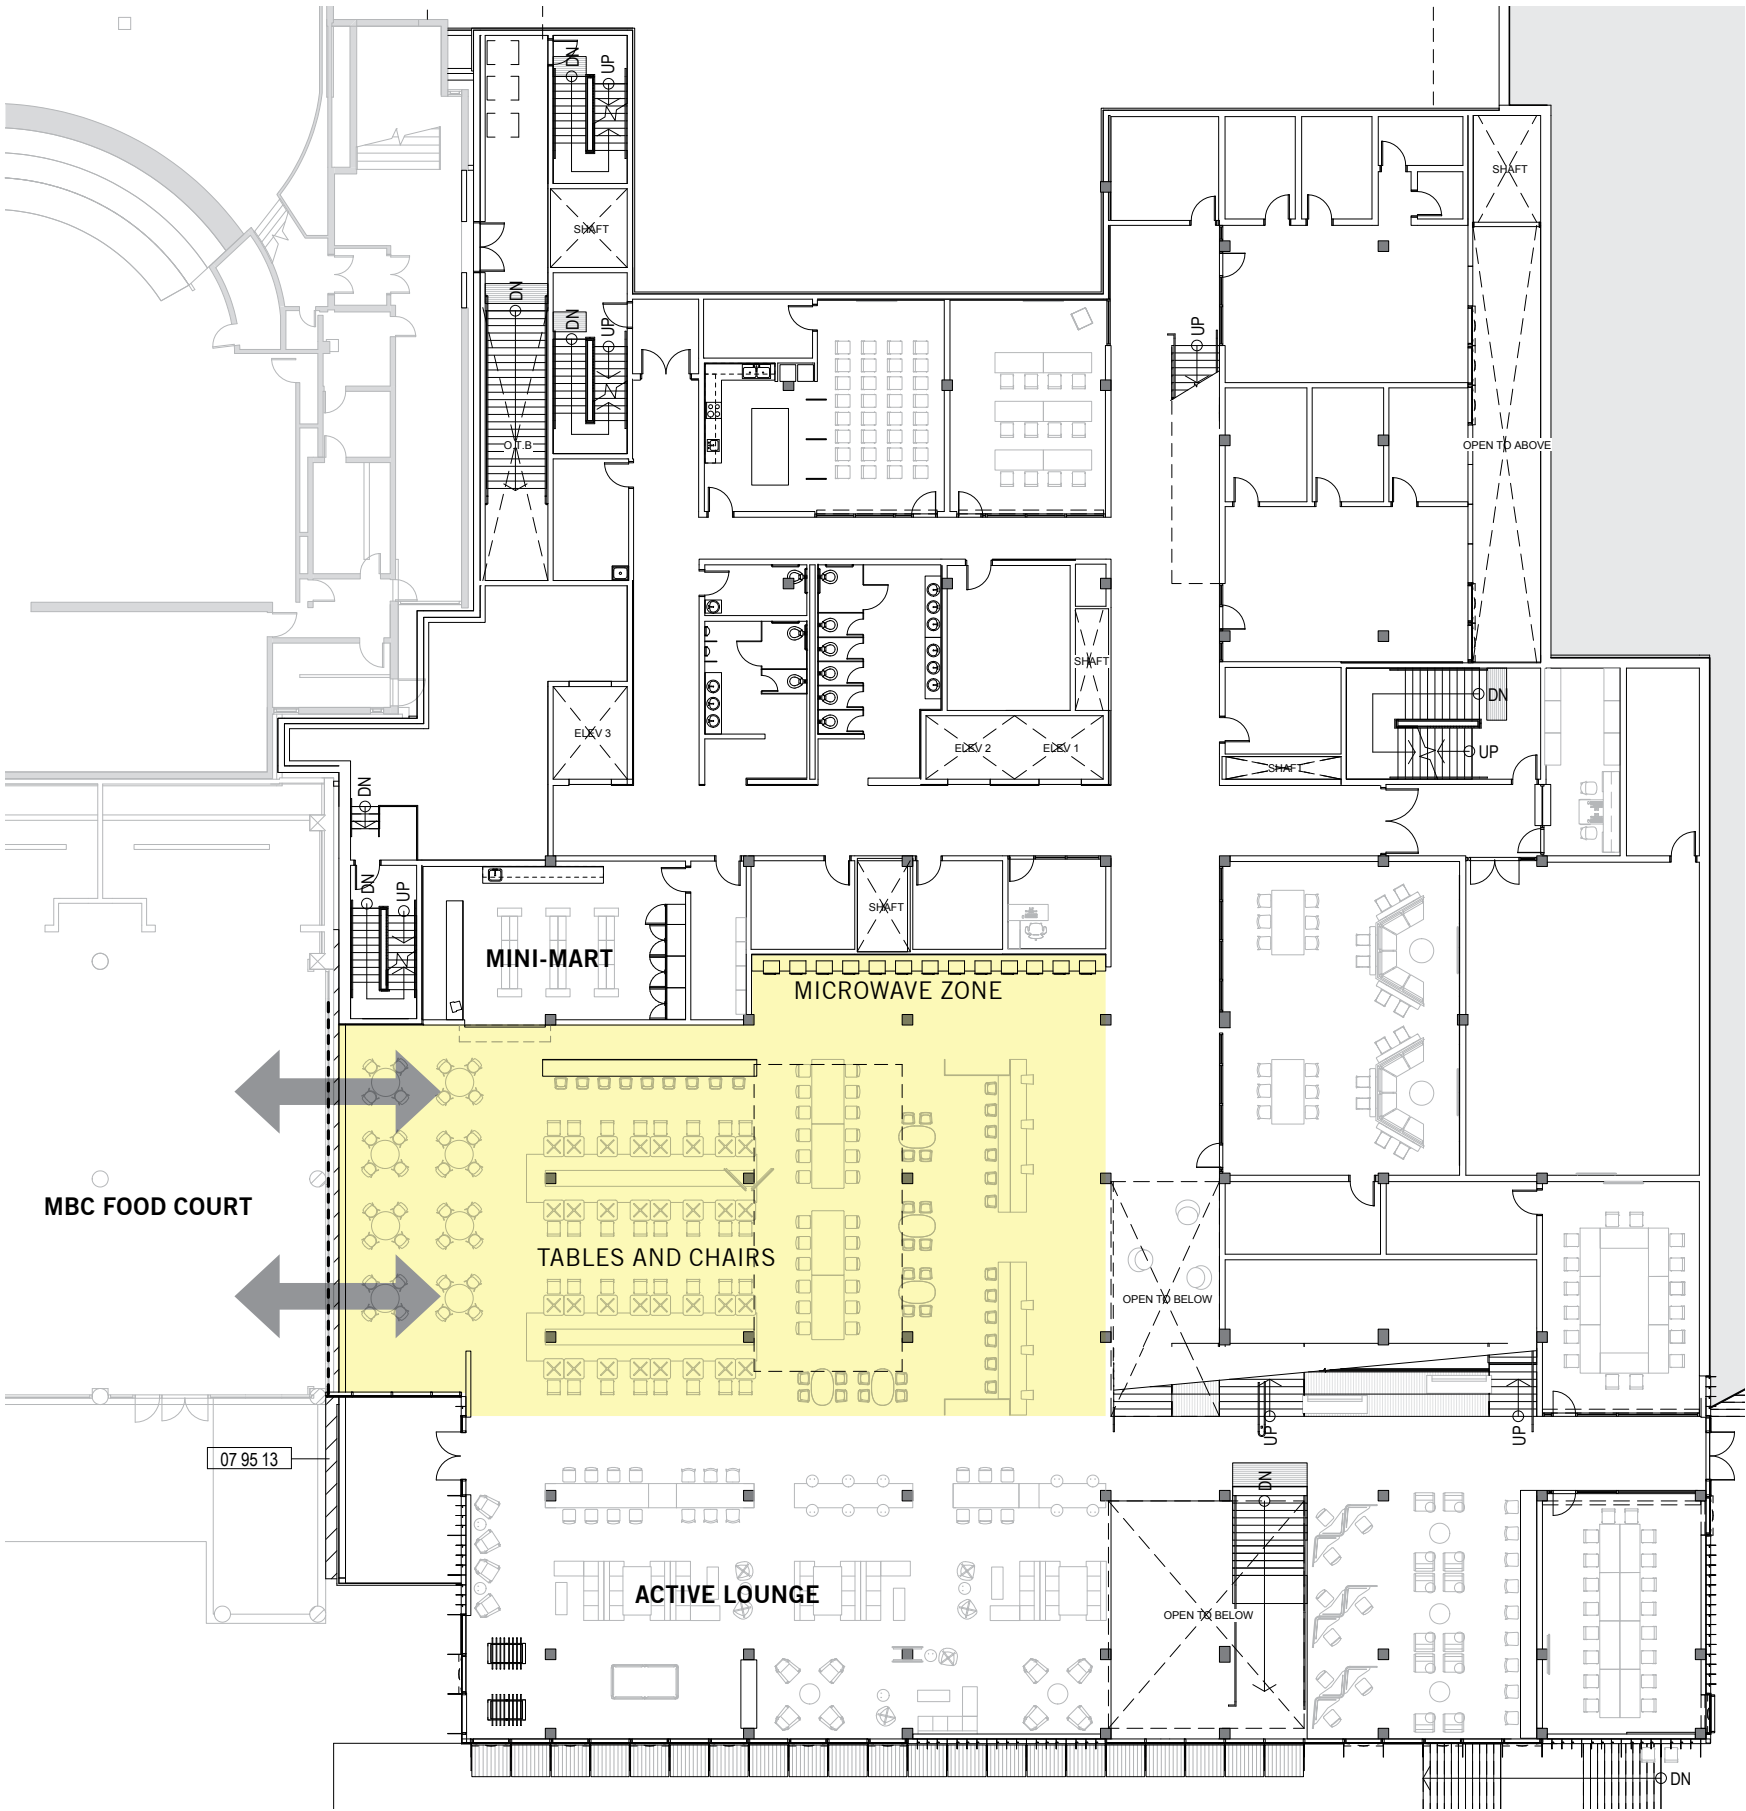 DN
UP
SHAFT
SHAFT
DN
DN
UP
UP
O.T.B
OPEN TO ABOVE
SHAFT
DN
UP
ELEV 3
ELEV 2
ELEV 1
SHAFT
DN
DN
UP
SHAFT
MINI-MART
MICROWAVE ZONE
MBC FOOD COURT
TABLES AND CHAIRS
OPEN TO BELOW
UP
UP
07 95 13
DN
ACTIVE LOUNGE
OPEN TO BELOW
DN